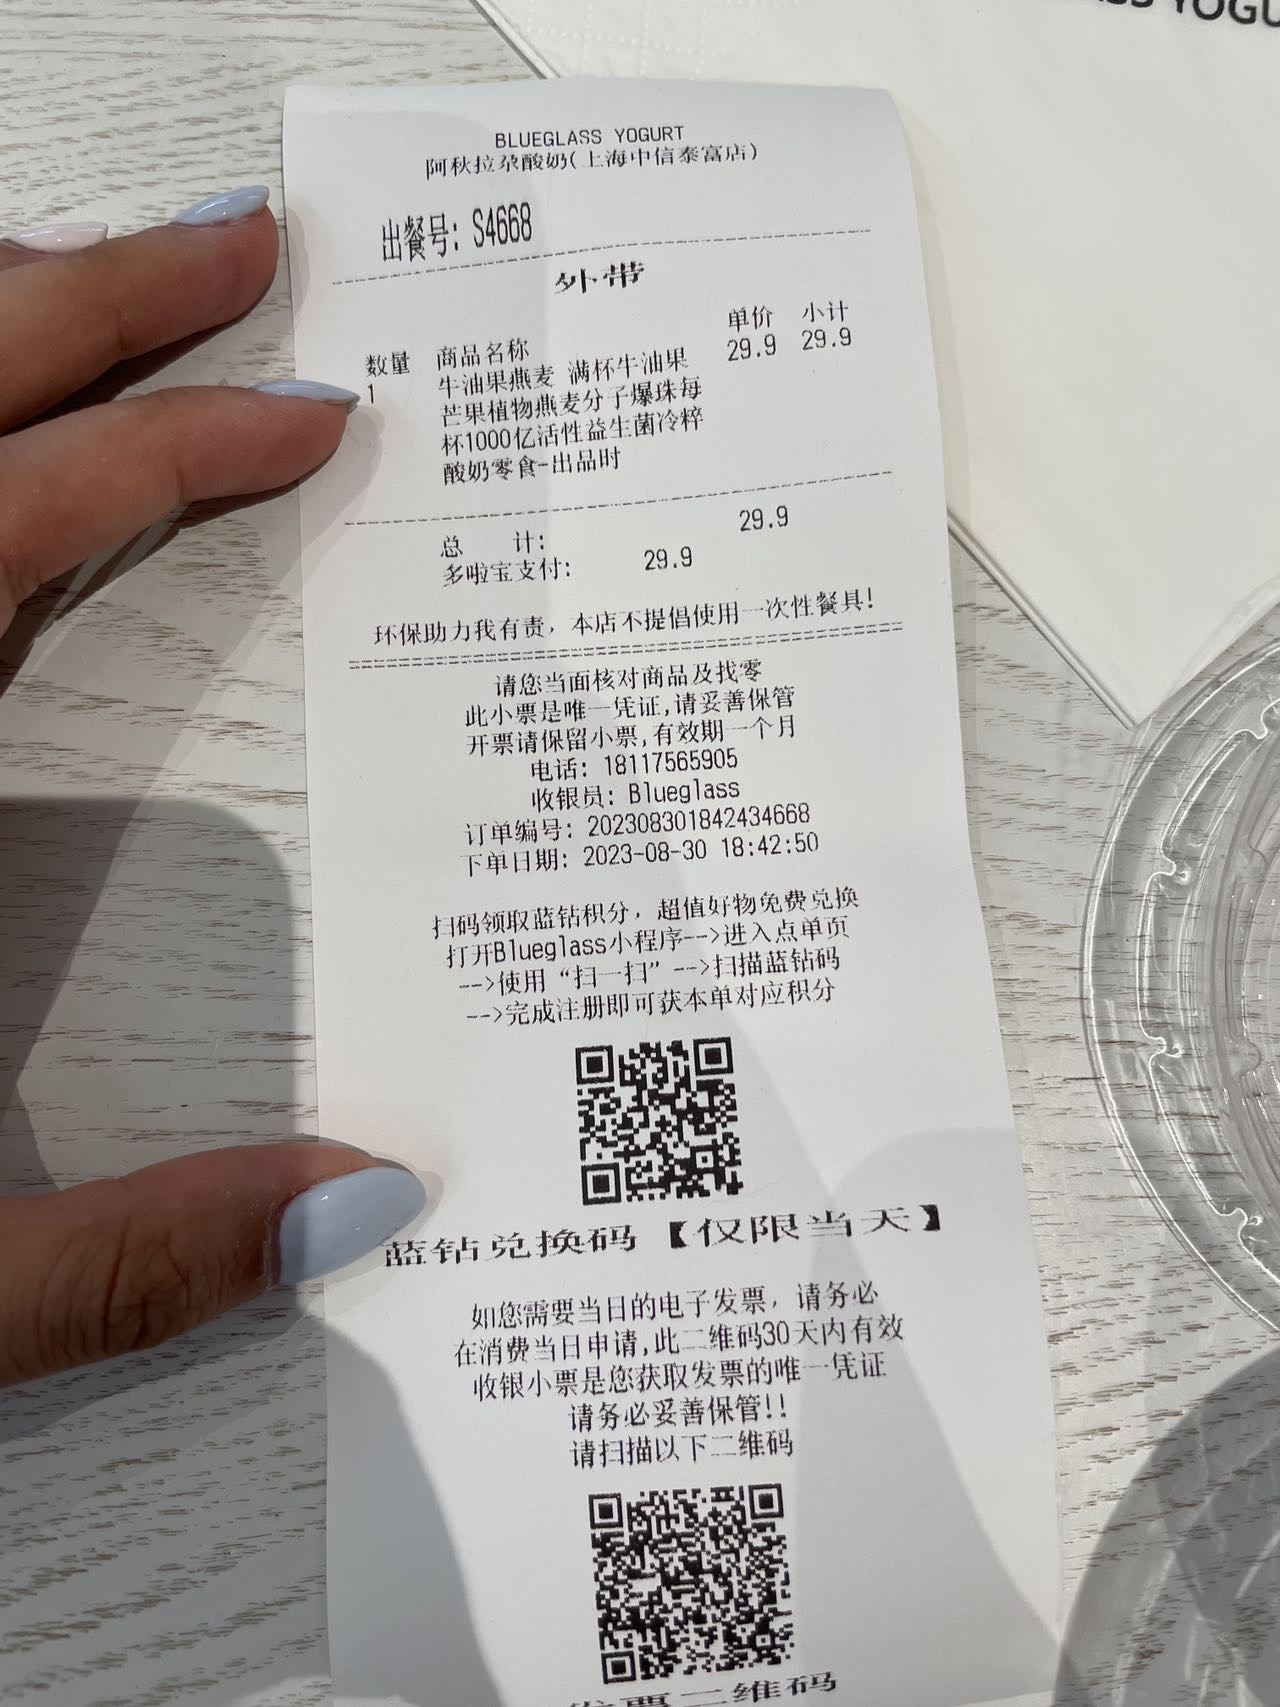 ASS YOGU
BLUEGLASS YOGURT
阿秋拉尕酸奶(上海中信泰富店)
出餐号: S4668
外带
数量 商品名称 单价 小计
1 牛油果燕麦 满杯牛油果 29.9 29.9
芒果植物燕麦分子爆珠每
杯1000亿活性益生菌冷粹
酸奶零食-出品时
总 计: 29.9
多啦宝支付: 29.9
环保助力我有责，本店不提倡使用一次性餐具!
请您当面核对商品及找零
此小票是唯一凭证,请妥善保管
开票请保留小票,有效期一个月
电话: 18117565905
收银员: Blueglass
订单编号: 202308301842434668
下单日期: 2023-08-30 18:42:50
扫码领取蓝钻积分，超值好物免费兑换
打开Blueglass小程序-->进入点单页
-->使用“扫一扫”-->扫描蓝钻码
-->完成注册即可获本单对应积分
蓝钻兑换码【仅限当天】
如您需要当日的电子发票，请务必
在消费当日申请,此二维码30天内有效
收银小票是您获取发票的唯一凭证
请务必妥善保管!!
请扫描以下二维码
发票二维码